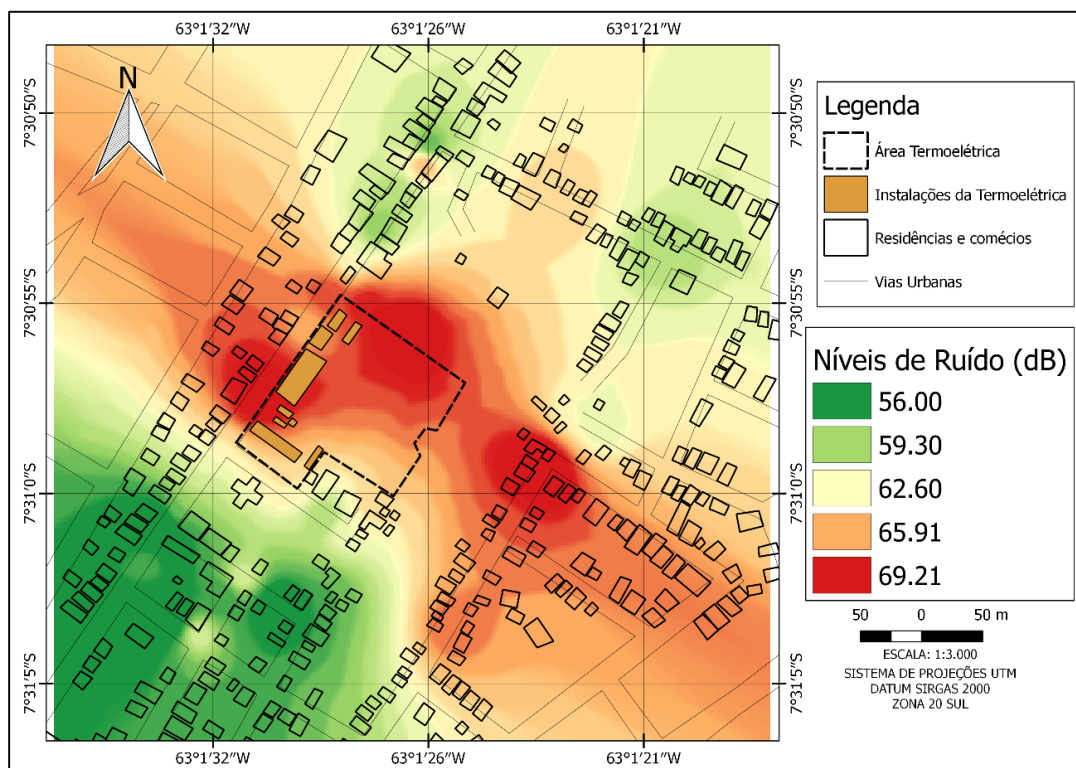 63°1'32"W 63°1'26"W 63°1'21"W
N
7°30'50"S 7°30'50"S
7°30'55"S 7°30'55"S
7°31'0"S 7°31'0"S
7°31'5"S 7°31'5"S
63°1'32"W 63°1'26"W 63°1'21"W
Legenda
Área Termoelétrica
Instalações da Termoelétrica
Residências e comécios
Vias Urbanas
Níveis de Ruído (dB)
56.00
59.30
62.60
65.91
69.21
50 0 50 m
ESCALA: 1:3.000
SISTEMA DE PROJEÇÕES UTM
DATUM SIRGAS 2000
ZONA 20 SUL